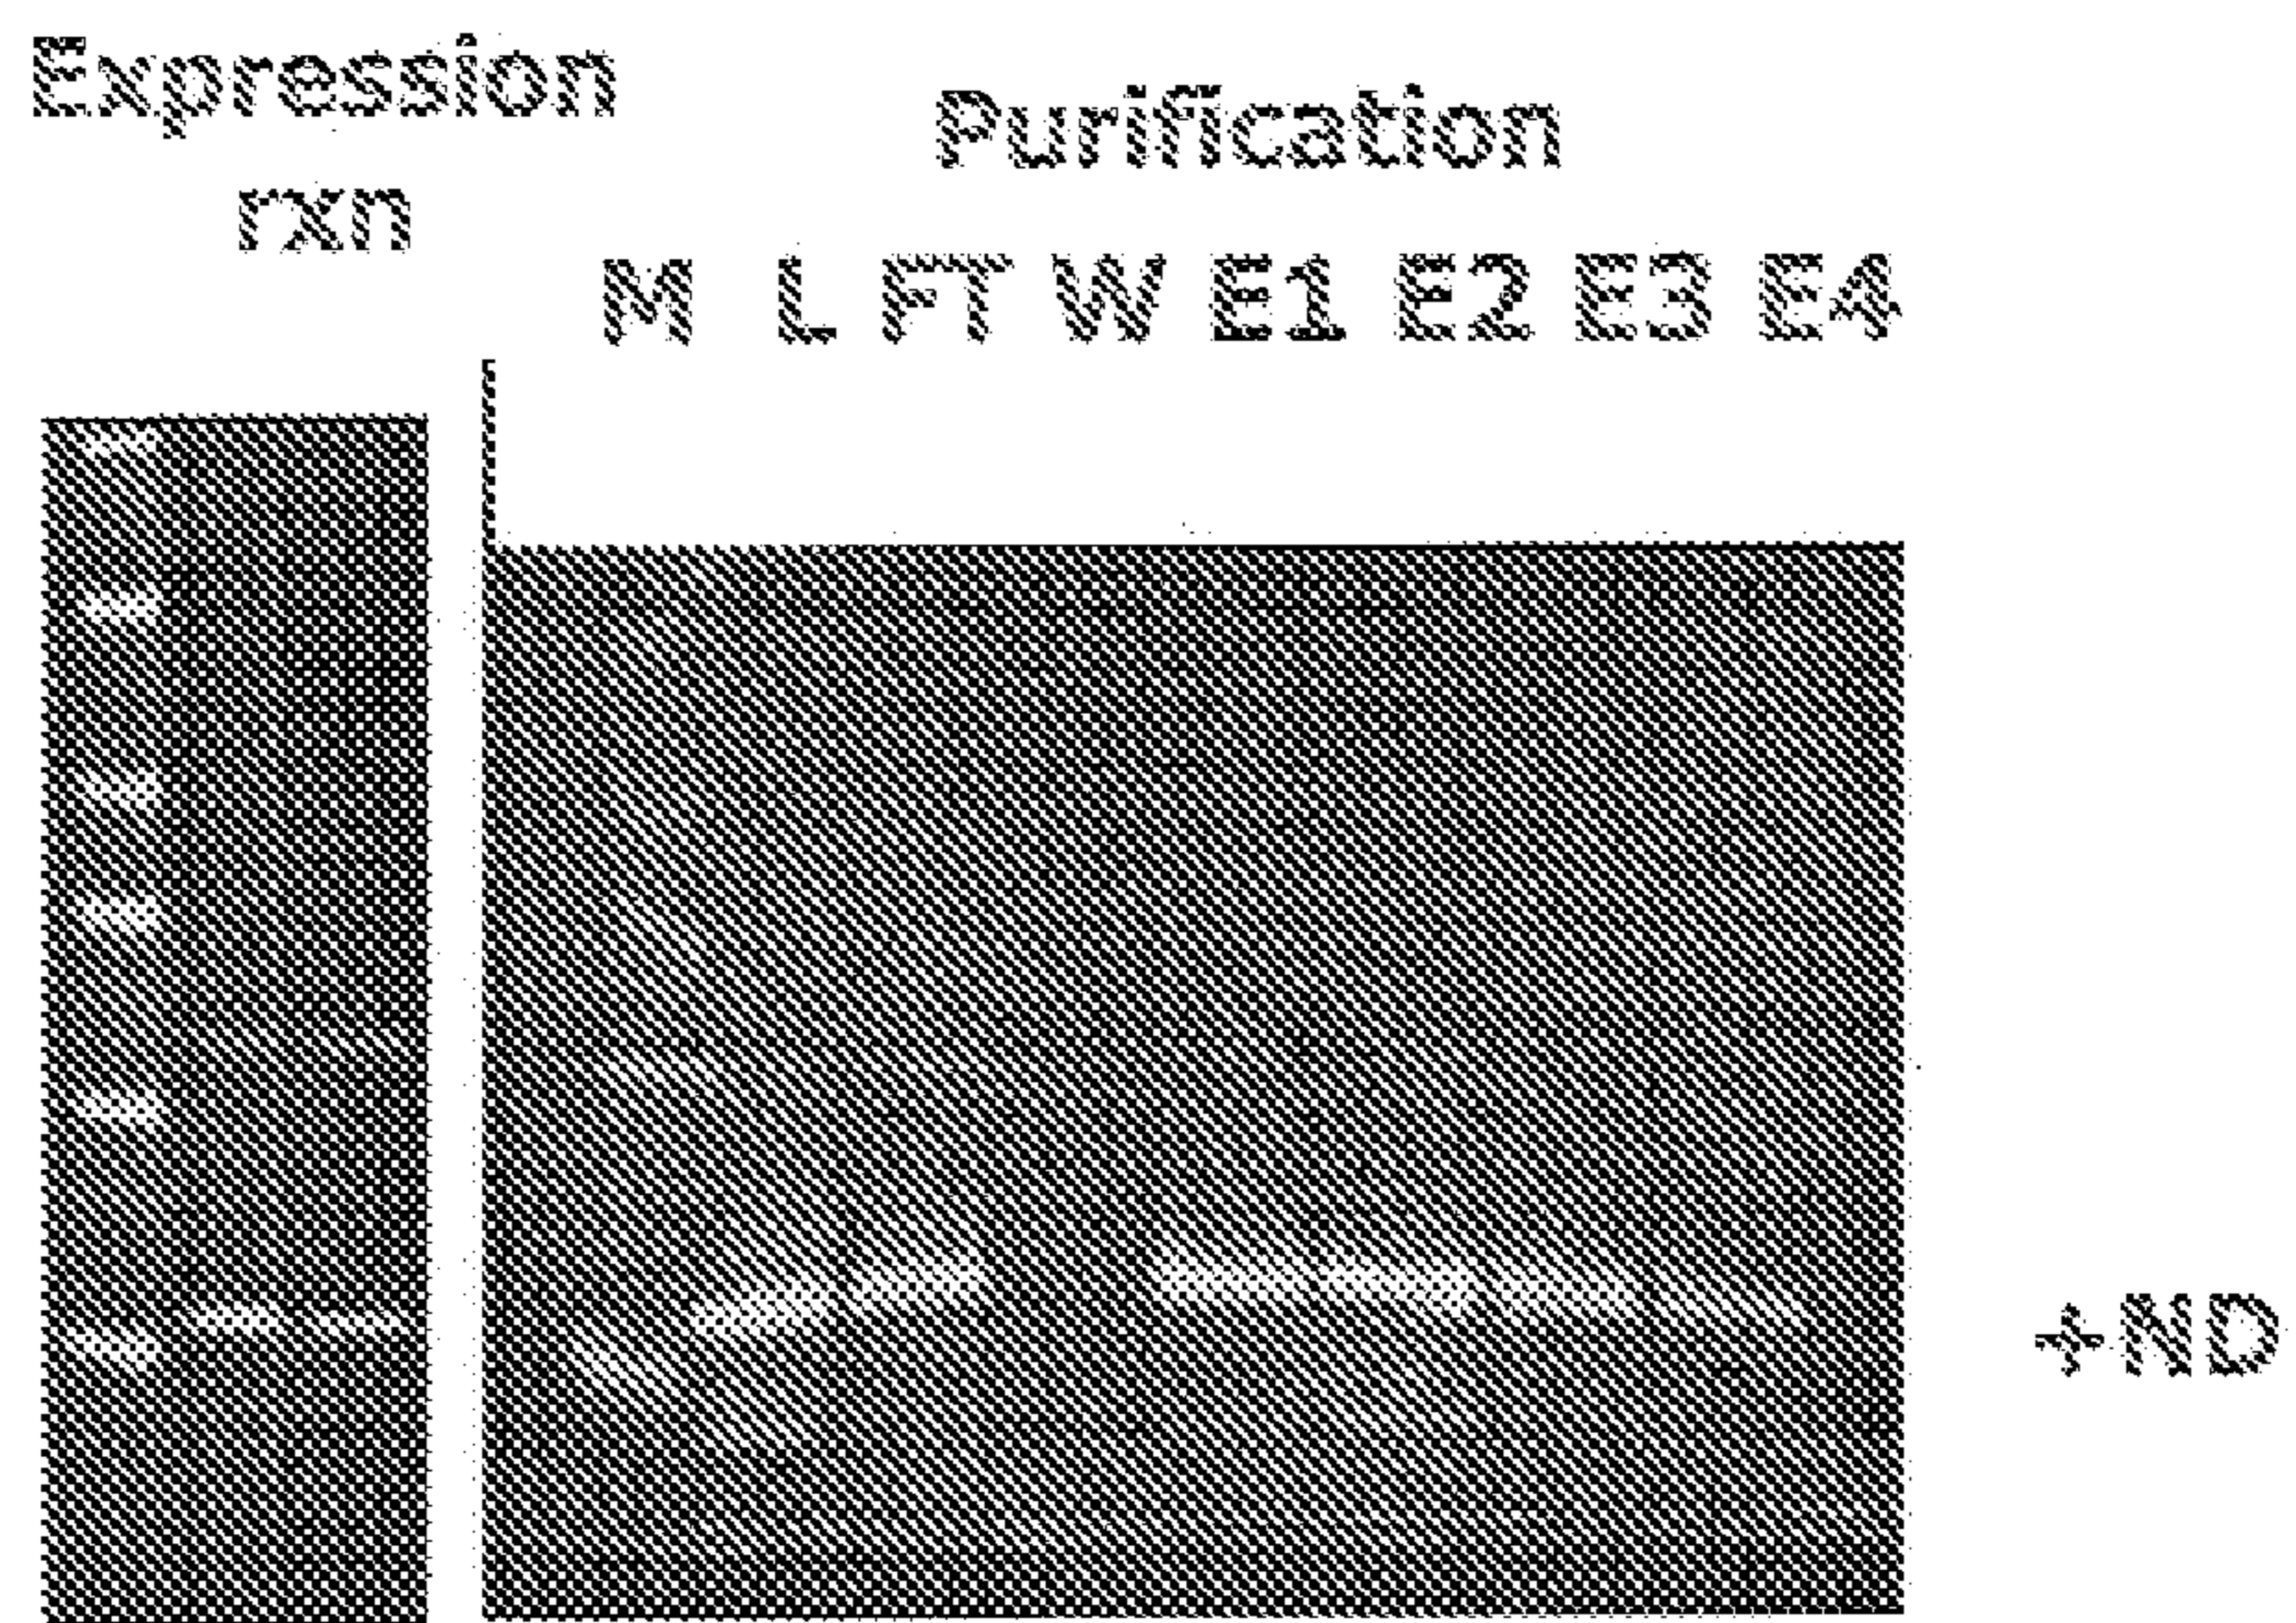 Expression
rxn
Purification
M L FT W E1 E2 E3 E4
+ND